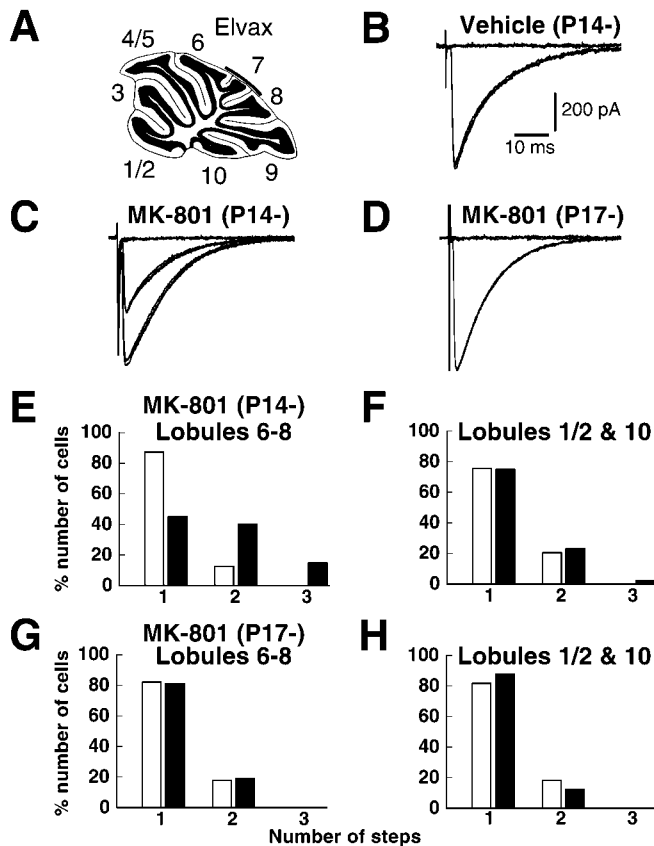 A
Elvax
4/5
6
7
3
8
1/2
10
9
B
Vehicle (P14-)
200 pA
10 ms
C
MK-801 (P14-)
D
MK-801 (P17-)
E
MK-801 (P14-)
Lobules 6-8
% number of cells
100
80
60
40
20
0
1
2
3
F
Lobules 1/2 & 10
100
80
60
40
20
0
1
2
3
G
MK-801 (P17-)
Lobules 6-8
% number of cells
100
80
60
40
20
0
1
2
3
H
Lobules 1/2 & 10
100
80
60
40
20
0
1
2
3
Number of steps